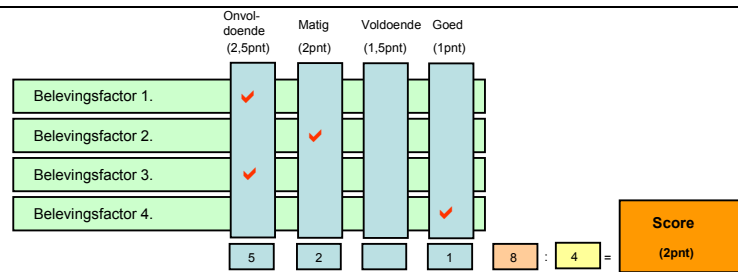 Onvol-
doende
(2,5pnt)
Matig
(2pnt)
Voldoende
(1,5pnt)
Goed
(1pnt)
Belevingsfactor 1.
Belevingsfactor 2.
Belevingsfactor 3.
Belevingsfactor 4.
5 2 1 8 : 4 =
Score
(2pnt)